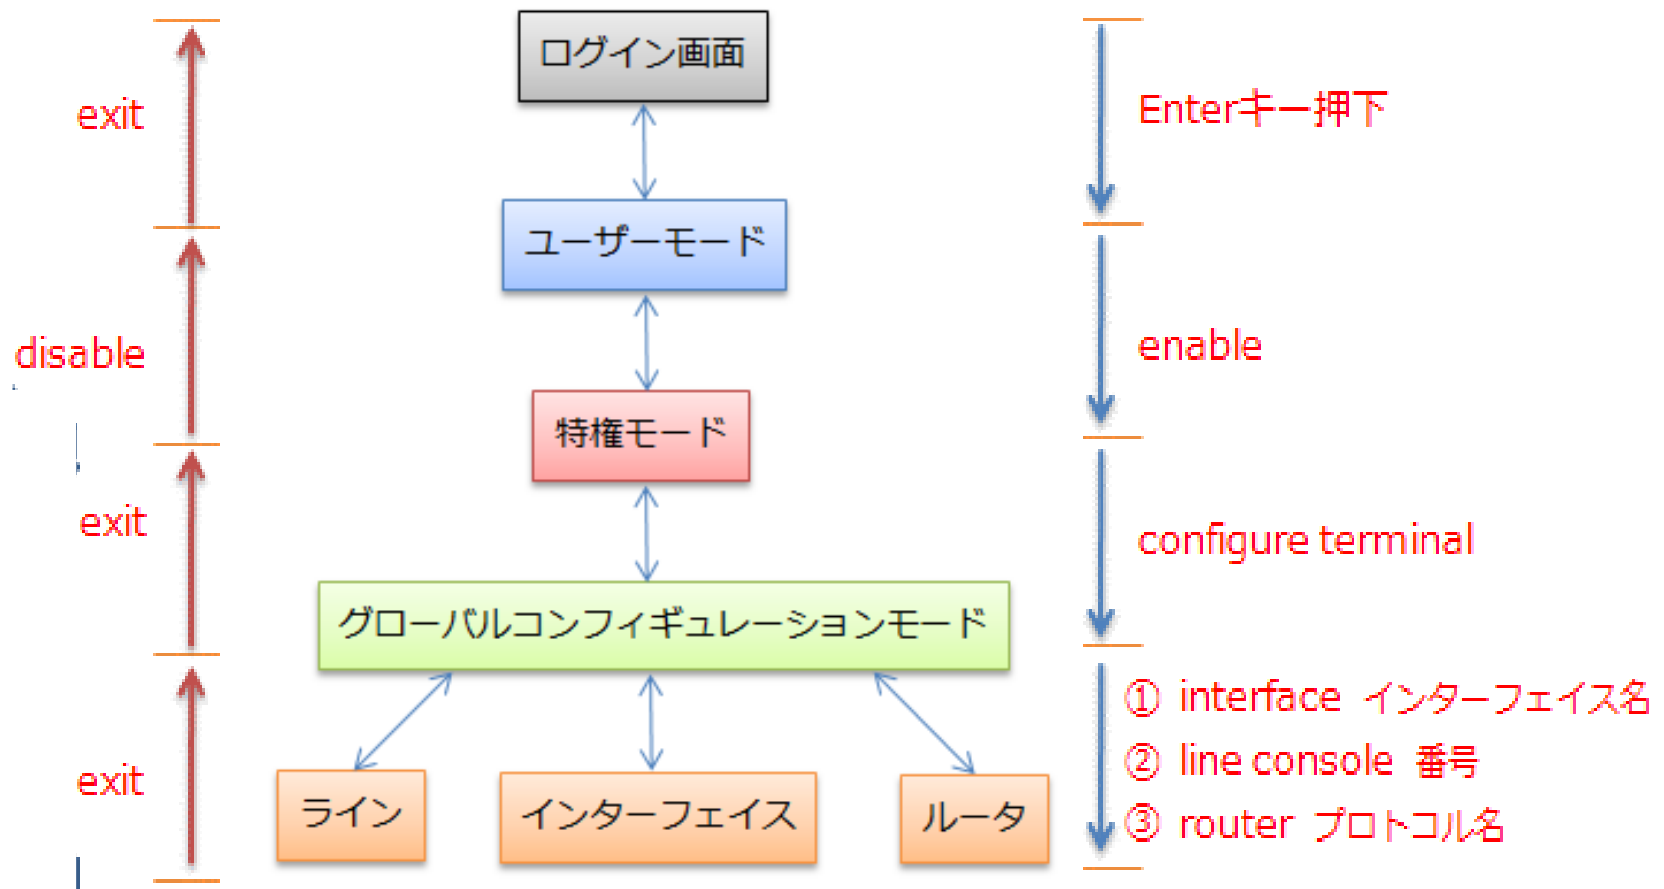 ログイン画面
exit
Enterキー押下
ユーザーモード
disable
enable
特権モード
exit
configure terminal
グローバルコンフィギュレーションモード
① interface インターフェイス名
② line console 番号
③ router プロトコル名
exit
ライン
インターフェイス
ルータ